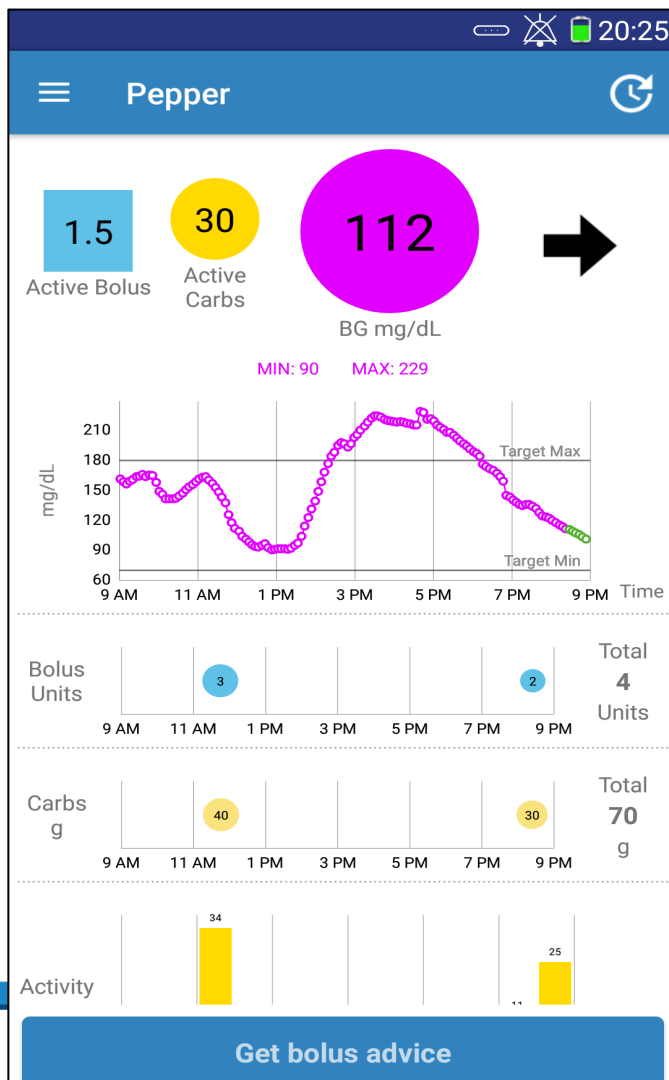 20:25
Pepper
1.5
30
112
Active Bolus
Active
Carbs
BG mg/dL
MIN: 90 MAX: 229
mg/dL
210
180
150
120
90
60
Target Max
Target Min
9 AM 11 AM 1 PM 3 PM 5 PM 7 PM 9 PM Time
Bolus
Units
3
2
Total
4
Units
9 AM 11 AM 1 PM 3 PM 5 PM 7 PM 9 PM
Carbs
g
40
30
Total
70
g
9 AM 11 AM 1 PM 3 PM 5 PM 7 PM 9 PM
Activity
34
25
Get bolus advice